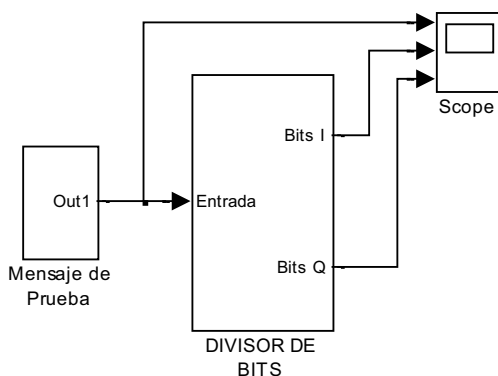 Scope
Bits I
Out1
Entrada
Mensaje de
Prueba
Bits Q
DIVISOR DE
BITS